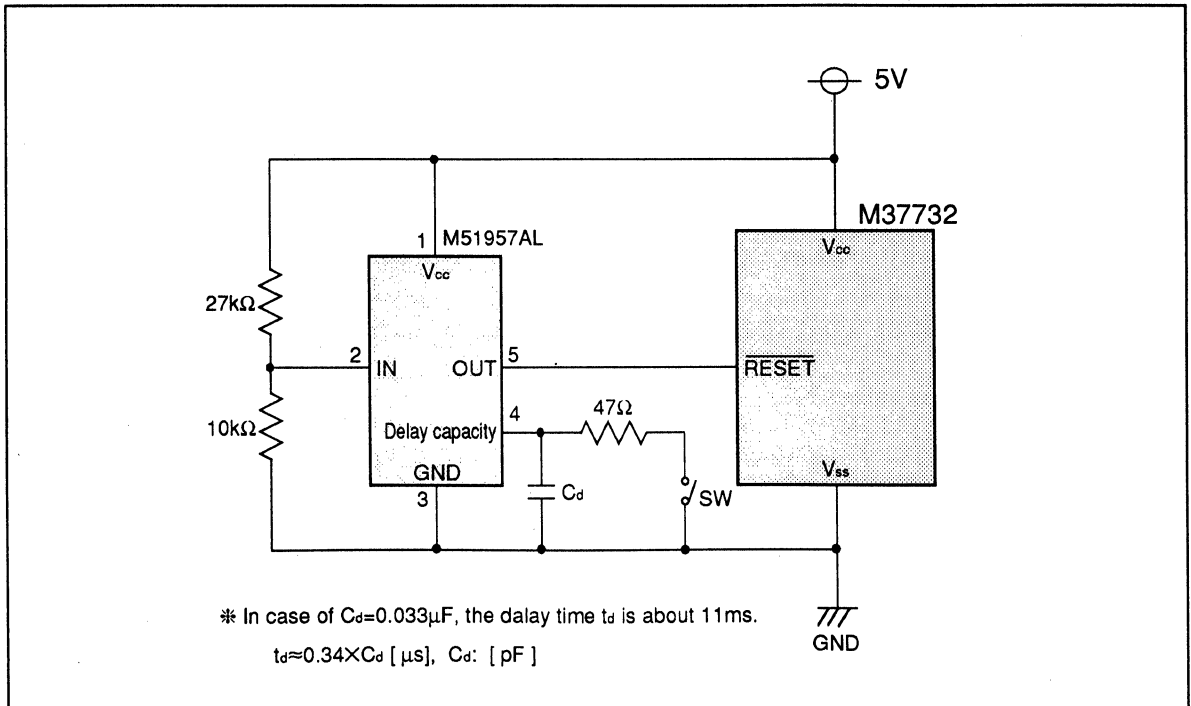 5V
M37732
Vcc
1
M51957AL
Vcc
27kΩ
2
IN
OUT
5
RESET
10kΩ
Delay capacity
4
47Ω
GND
3
Cd
SW
Vss
GND
※ In case of Cd=0.033μF, the dalay time td is about 11ms.
td≈0.34×Cd [ μs], Cd: [ pF ]